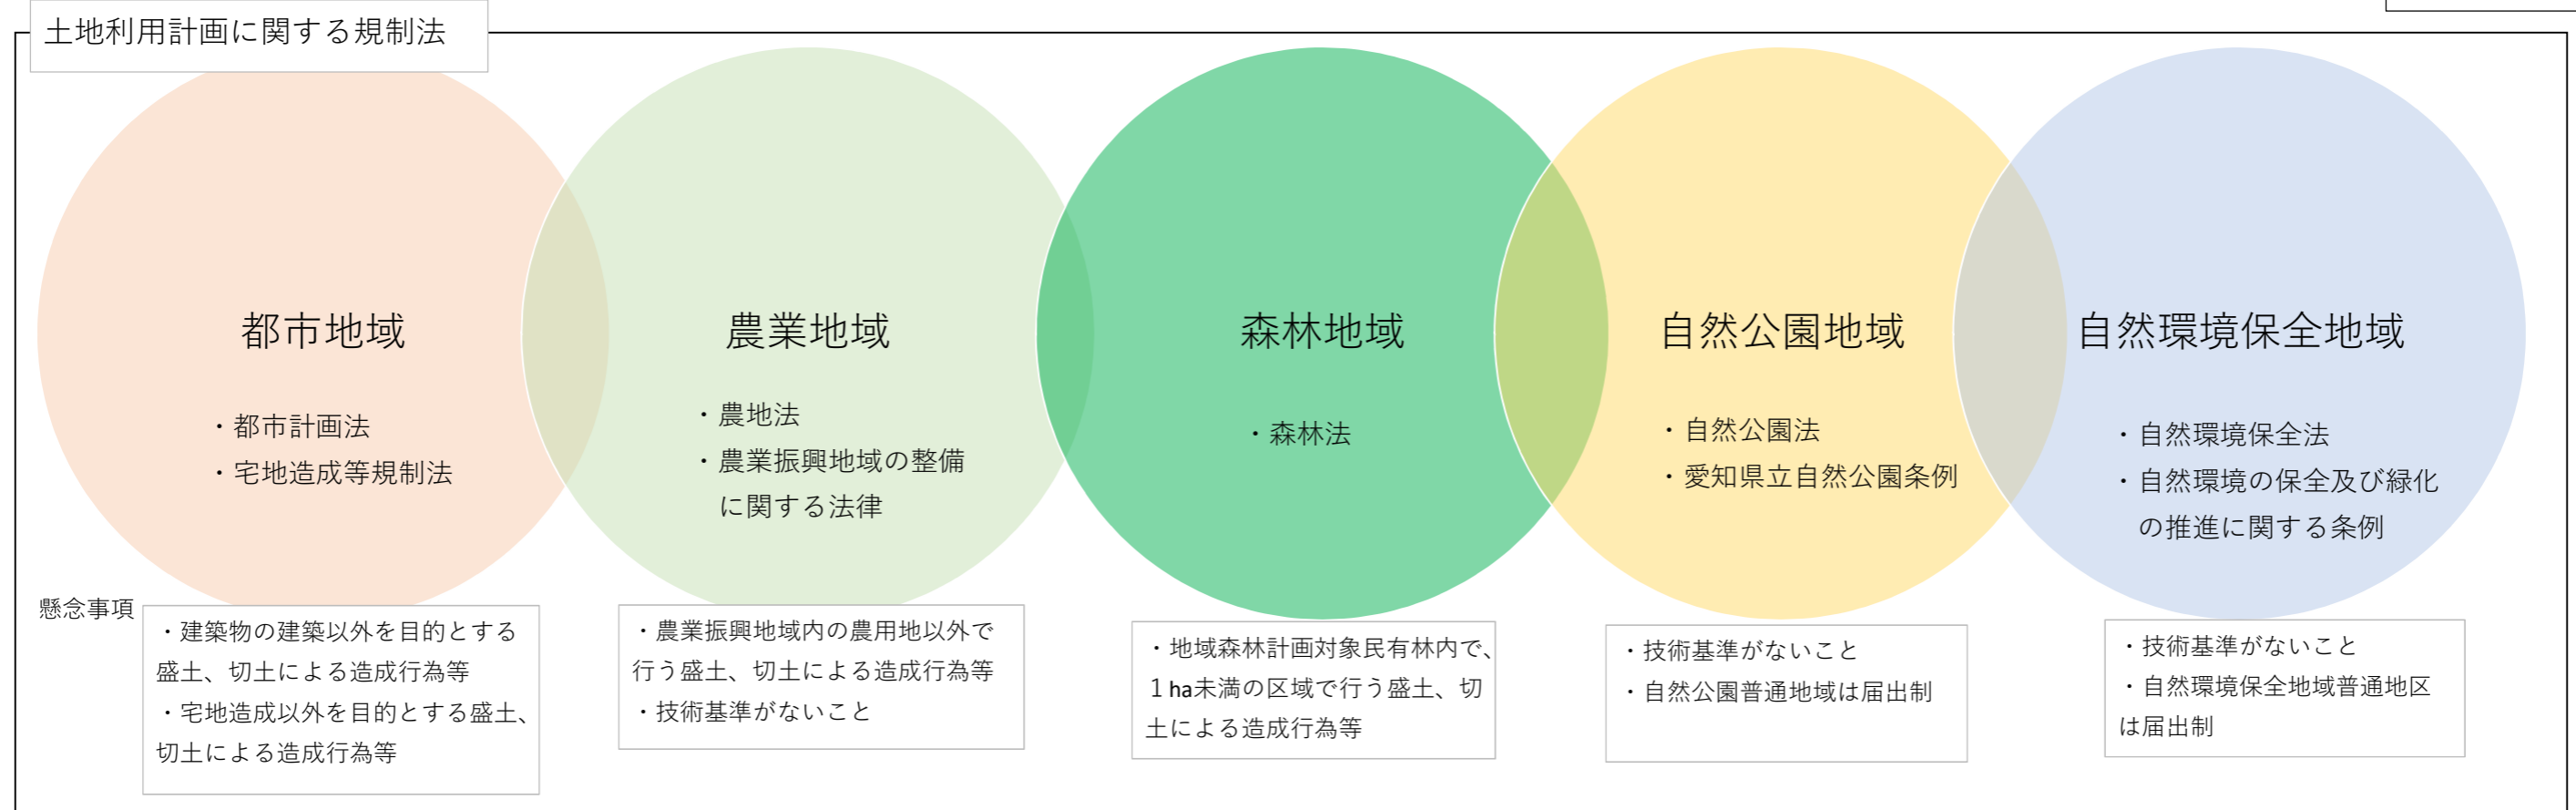 土地利用計画に関する規制法
都市地域
・都市計画法
・宅地造成等規制法
農業地域
・農地法
・農業振興地域の整備
に関する法律
森林地域
・森林法
自然公園地域
・自然公園法
・愛知県立自然公園条例
自然環境保全地域
・自然環境保全法
・自然環境の保全及び緑化
の推進に関する条例
懸念事項
・建築物の建築以外を目的とする
盛土、切土による造成行為等
・宅地造成以外を目的とする盛土、
切土による造成行為等
・農業振興地域内の農用地以外で
行う盛土、切土による造成行為等
・技術基準がないこと
・地域森林計画対象民有林内で、
１ha未満の区域で行う盛土、切
土による造成行為等
・技術基準がないこと
・自然公園普通地域は届出制
・技術基準がないこと
・自然環境保全地域普通地区
は届出制